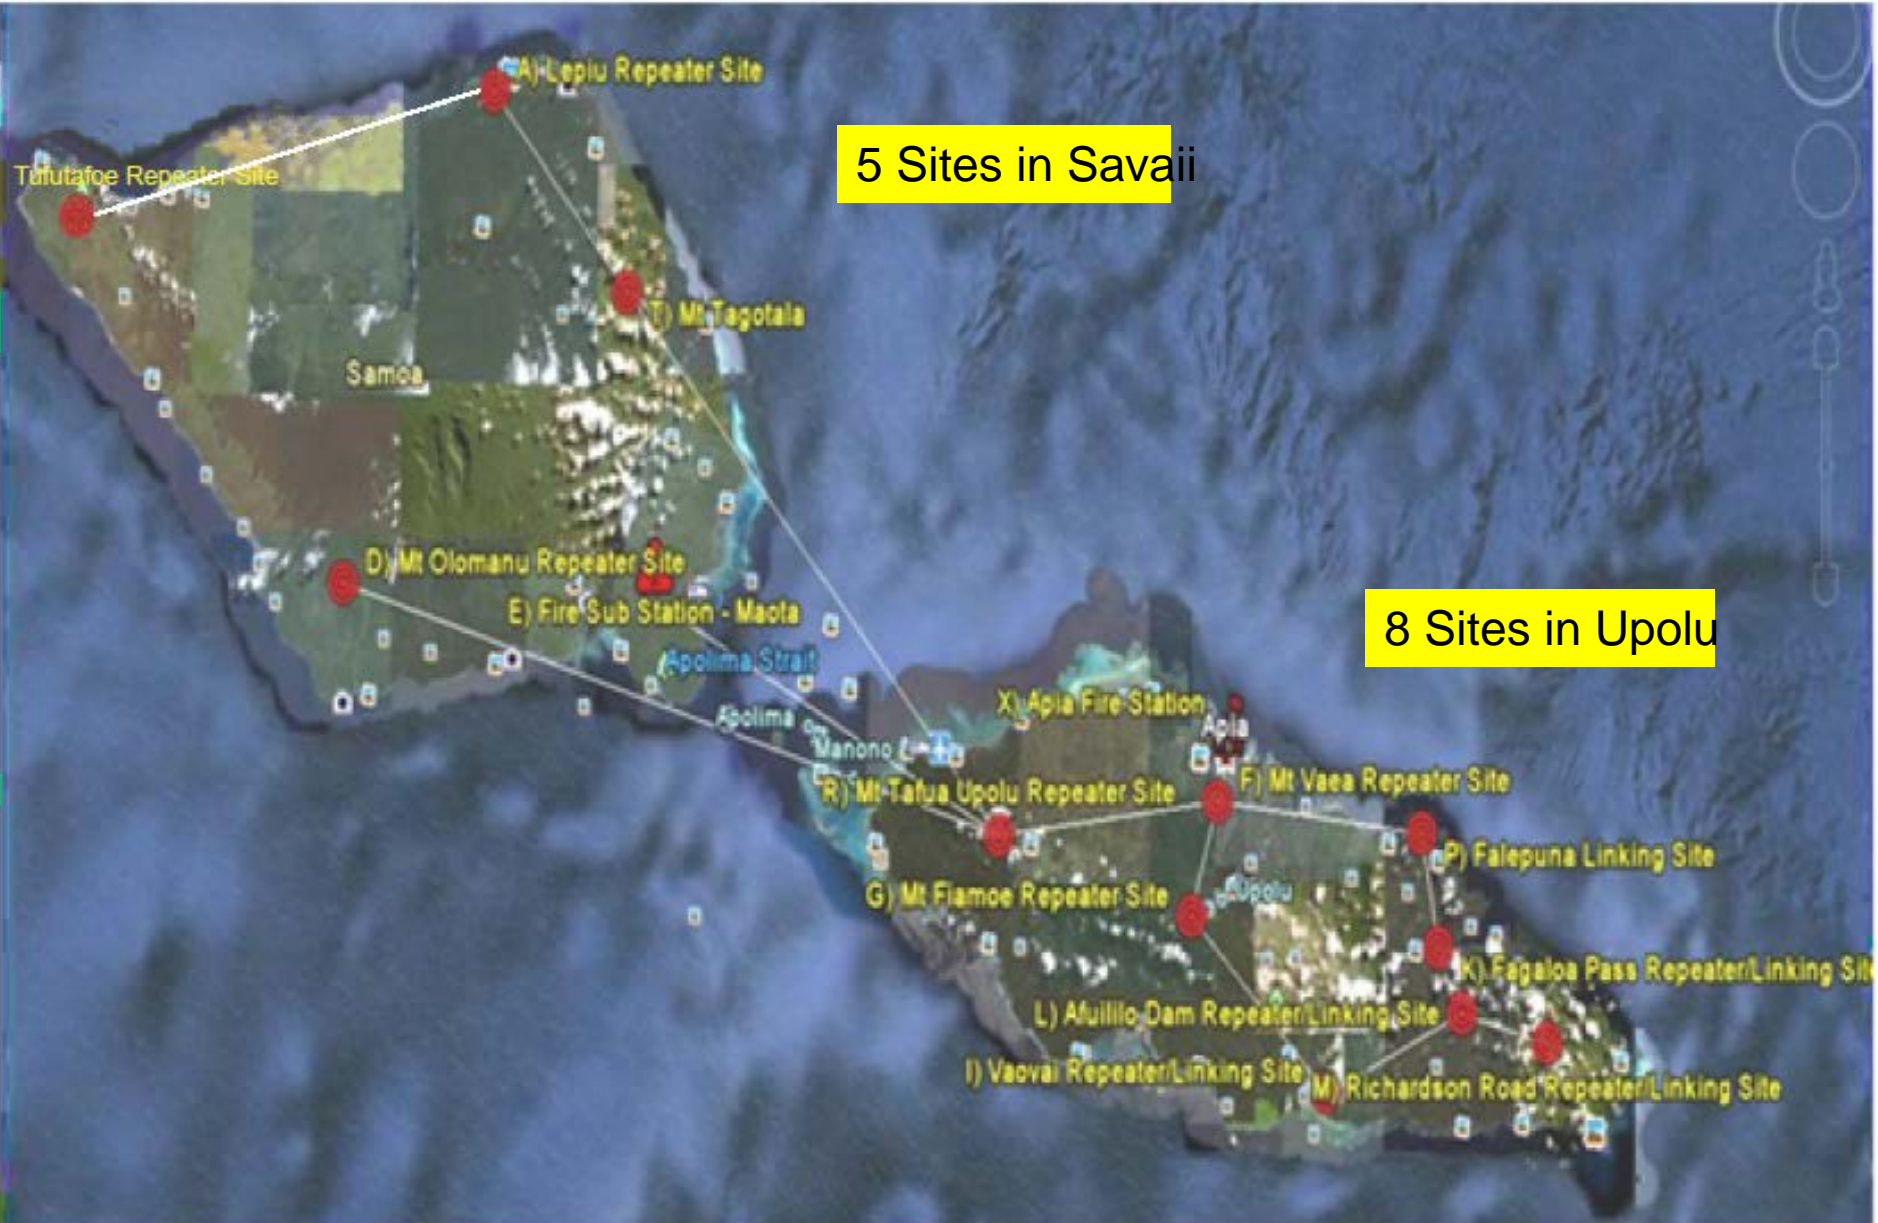 A) Lepiu Repeater Site
5 Sites in Savaii
Tufutafoe Repeater Site
T) Mt Tagotala
Samoa
D) Mt Olomanu Repeater Site
E) Fire Sub Station - Maota
8 Sites in Upolu
Apolima Strait
X) Apia Fire Station
Apolima
Apia
Manono
F) Mt Vaea Repeater Site
R) Mt Tafua Upolu Repeater Site
P) Falepuna Linking Site
G) Mt Fiamoe Repeater Site
Upolu
K) Fagaloa Pass Repeater/Linking Sit
L) Afulilo Dam Repeater/Linking Site
I) Vaovai Repeater/Linking Site
M) Richardson Road Repeater/Linking Site